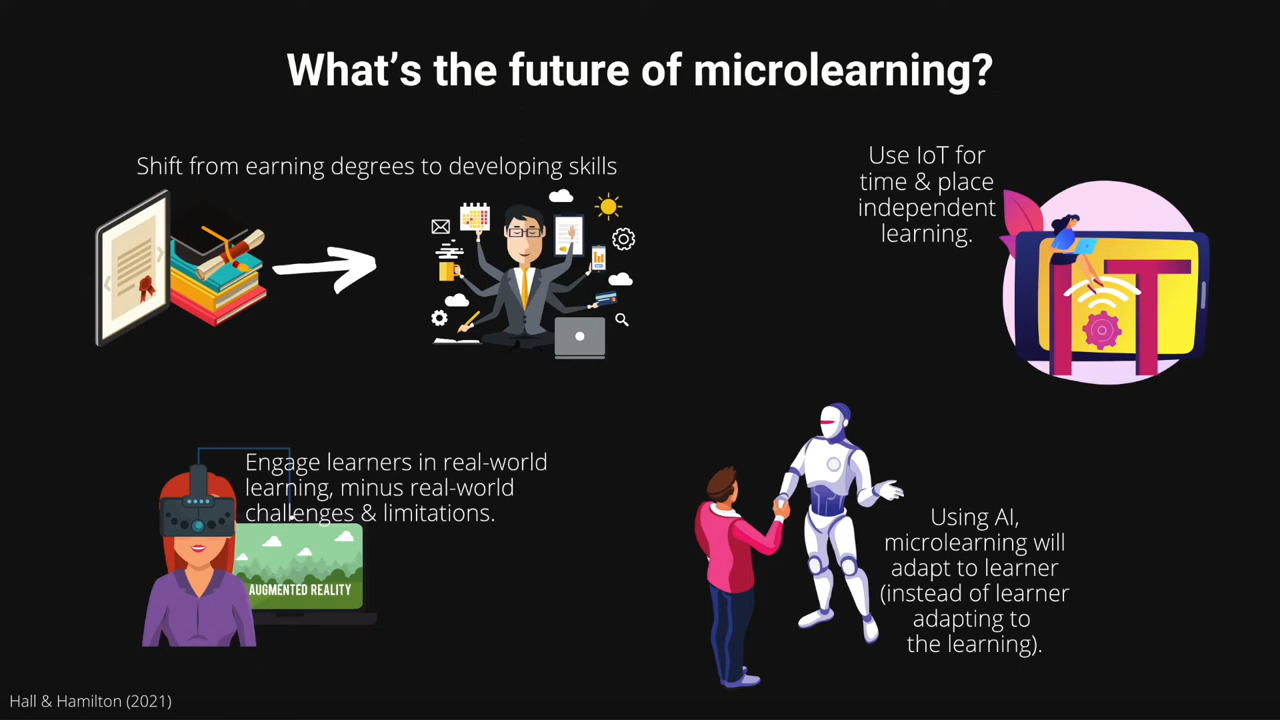 What's the future of microlearning?
Shift from earning degrees to developing skills
Use IoT for
time & place
independent
learning.
IT
Engage learners in real-world
learning, minus real-world
challenges & limitations.
AUGMENTED REALITY
Using AI,
microlearning will
adapt to learner
(instead of learner
adapting to
the learning).
Hall & Hamilton (2021)